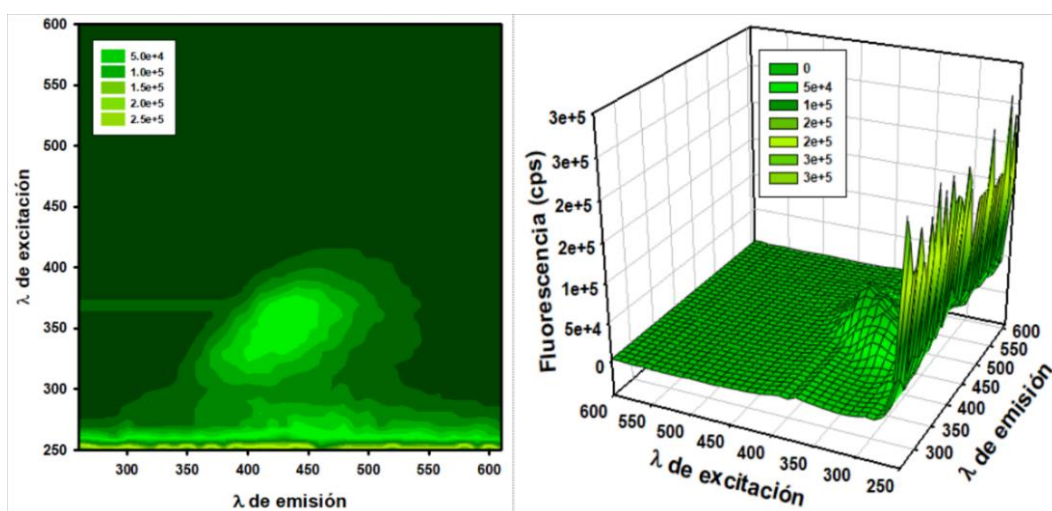 600
550
500
450
400
350
300
250
λ de excitación
5.0e+4
1.0e+5
1.5e+5
2.0e+5
2.5e+5
300 350 400 450 500 550 600
λ de emisión
Fluorescencia (cps)
3e+5
3e+5
2e+5
2e+5
1e+5
5e+4
0
0
5e+4
1e+5
2e+5
2e+5
3e+5
3e+5
600 550 500 450 400 350 300 250
λ de excitación
600
550
500
450
400
350
300
λ de emisión